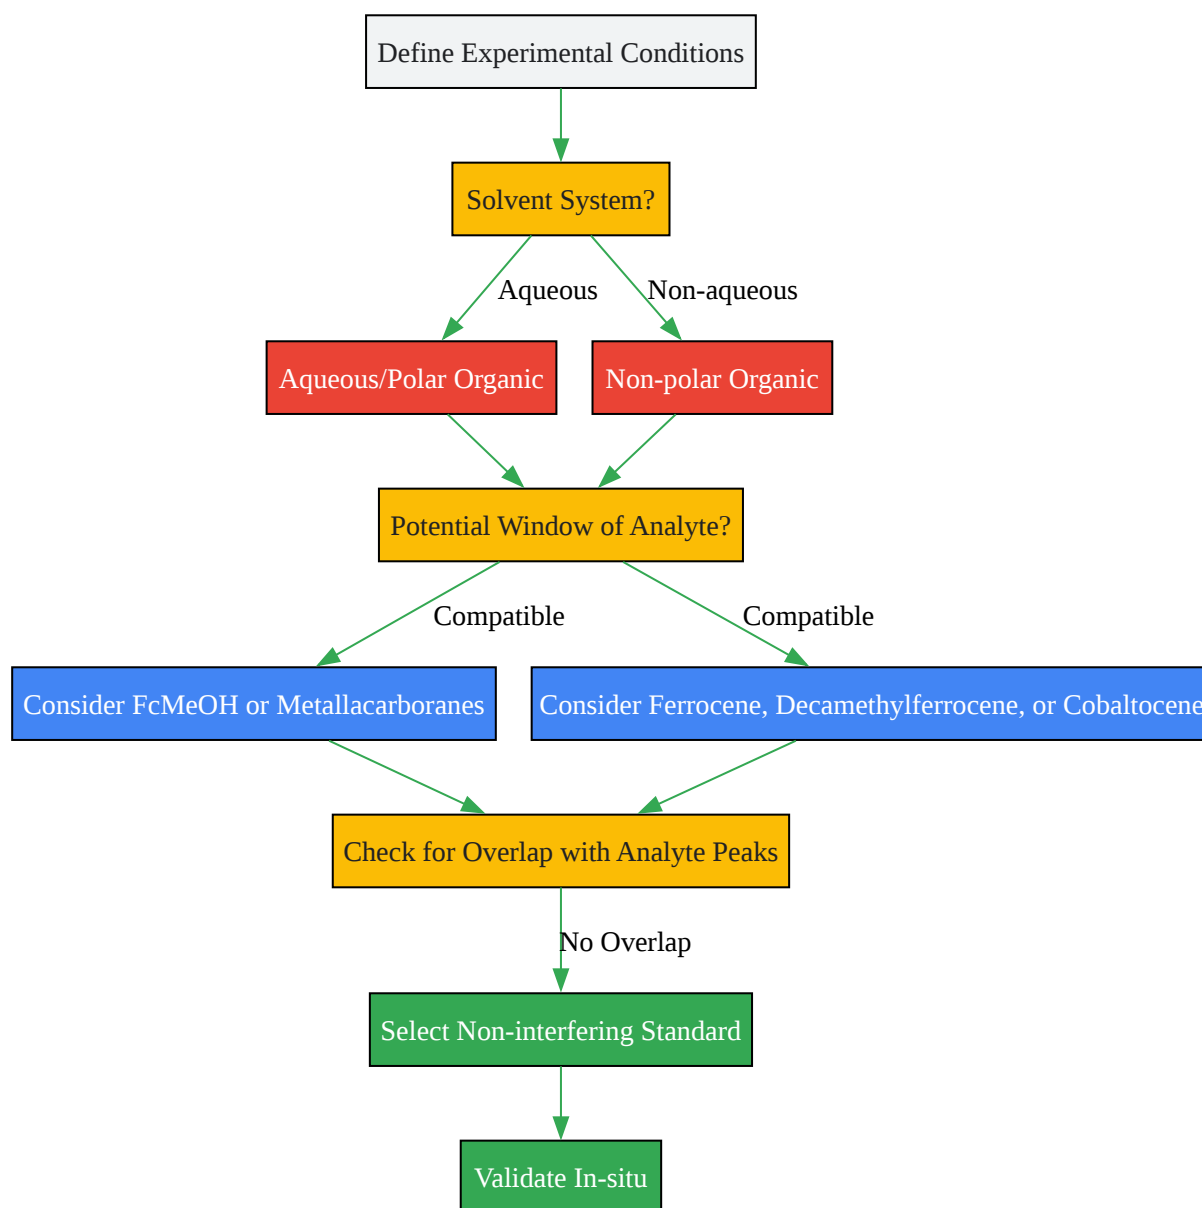 Define Experimental Conditions
Solvent System?
Aqueous
Non-aqueous
Aqueous/Polar Organic
Non-polar Organic
Potential Window of Analyte?
Compatible
Compatible
Consider FcMeOH or Metallacarboranes
Consider Ferrocene, Decamethylferrocene, or Cobaltocene
Check for Overlap with Analyte Peaks
No Overlap
Select Non-interfering Standard
Validate In-situ